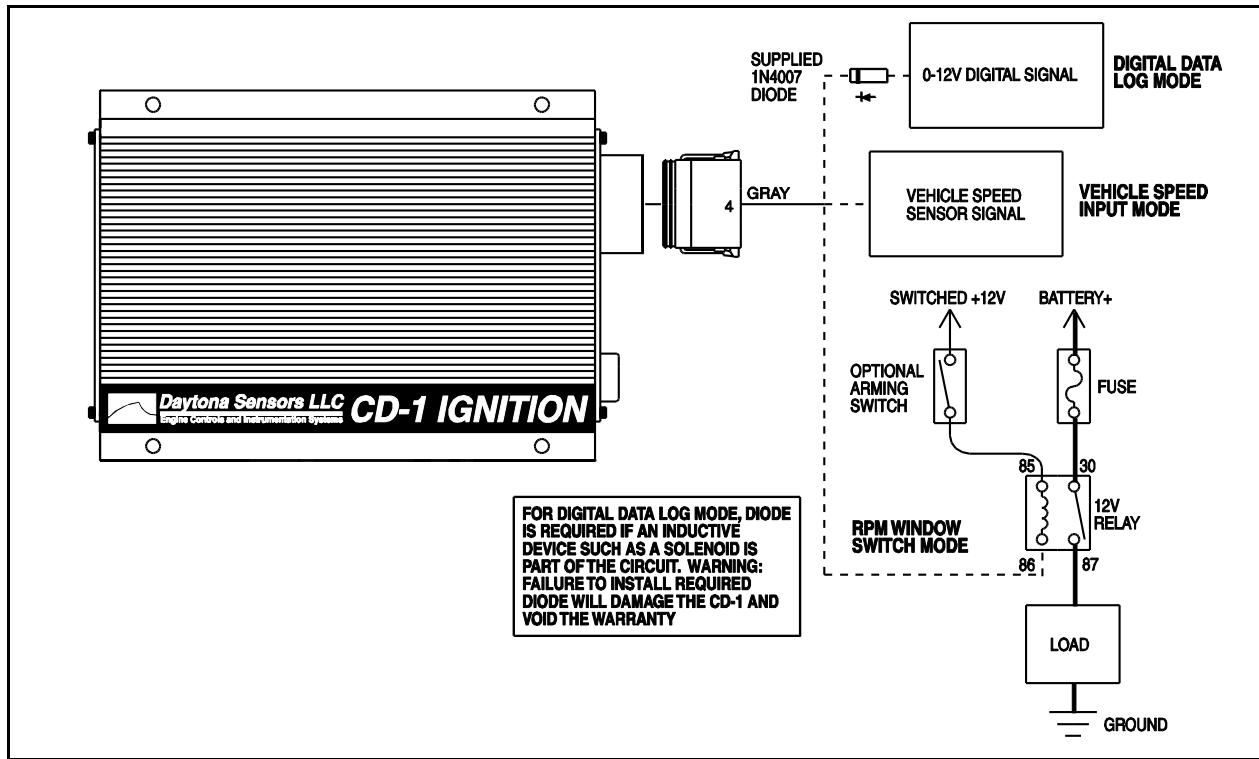 SUPPLIED
1N4007
DIODE
0-12V DIGITAL SIGNAL
DIGITAL DATA
LOG MODE
GRAY
4
VEHICLE SPEED
SENSOR SIGNAL
VEHICLE SPEED
INPUT MODE
SWITCHED +12V
BATTERY+
OPTIONAL
ARMING
SWITCH
FUSE
Daytona Sensors LLC
Engine Controls and Instrumentation Systems
CD-1 IGNITION
85
30
12V
RELAY
RPM WINDOW
SWITCH MODE
86
87
FOR DIGITAL DATA LOG MODE, DIODE
IS REQUIRED IF AN INDUCTIVE
DEVICE SUCH AS A SOLENOID IS
PART OF THE CIRCUIT. WARNING:
FAILURE TO INSTALL REQUIRED
DIODE WILL DAMAGE THE CD-1 AND
VOID THE WARRANTY
LOAD
GROUND